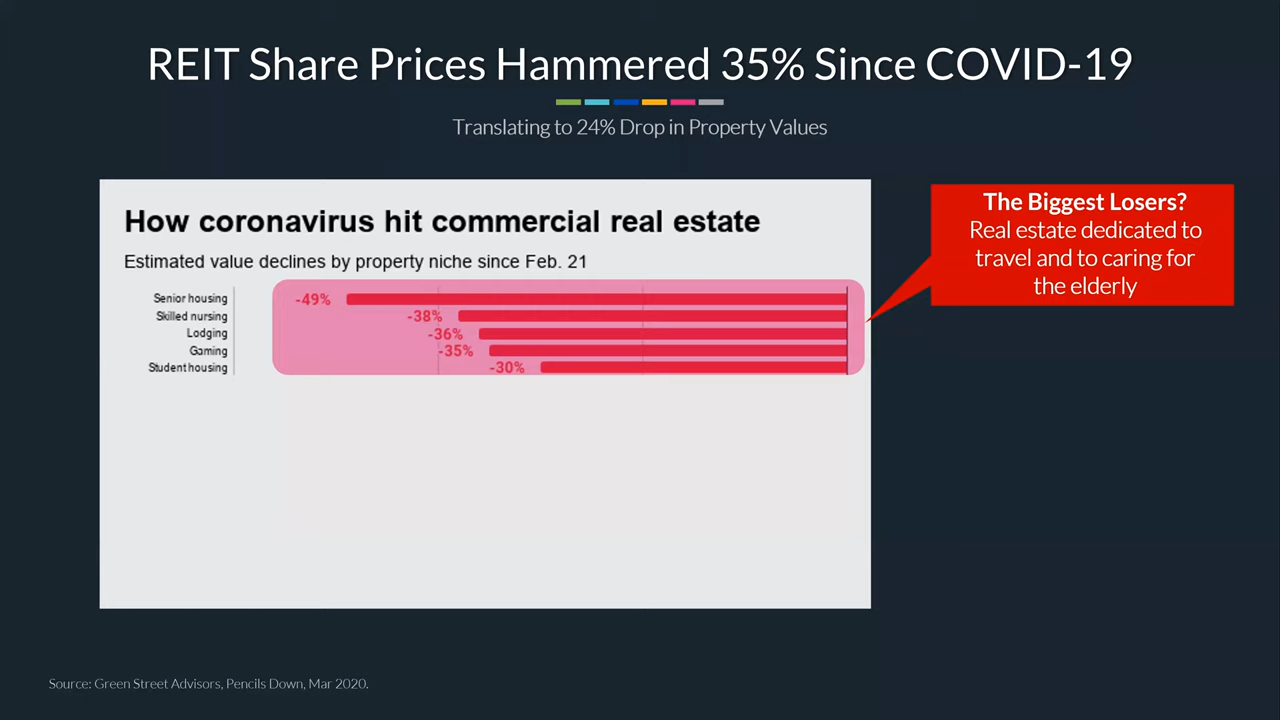 REIT Share Prices Hammered 35% Since COVID-19
Translating to 24% Drop in Property Values
How coronavirus hit commercial real estate
Estimated value declines by property niche since Feb. 21
Senior housing -49%
Skilled nursing -38%
Lodging -36%
Gaming -35%
Student housing -30%
The Biggest Losers?
Real estate dedicated to
travel and to caring for
the elderly
Source: Green Street Advisors, Pencils Down, Mar 2020.